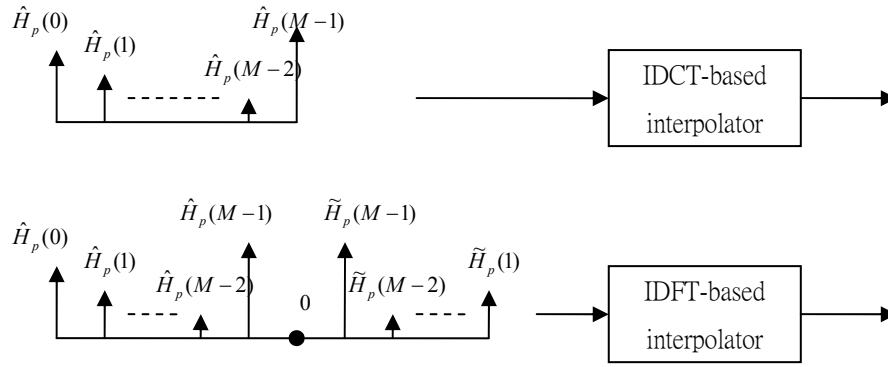 Ĥ_p(0)
Ĥ_p(1)
Ĥ_p(M−2)
Ĥ_p(M−1)
IDCT-based
interpolator
Ĥ_p(0)
Ĥ_p(1)
Ĥ_p(M−2)
Ĥ_p(M−1)
0
H̃_p(M−1)
H̃_p(M−2)
H̃_p(1)
IDFT-based
interpolator